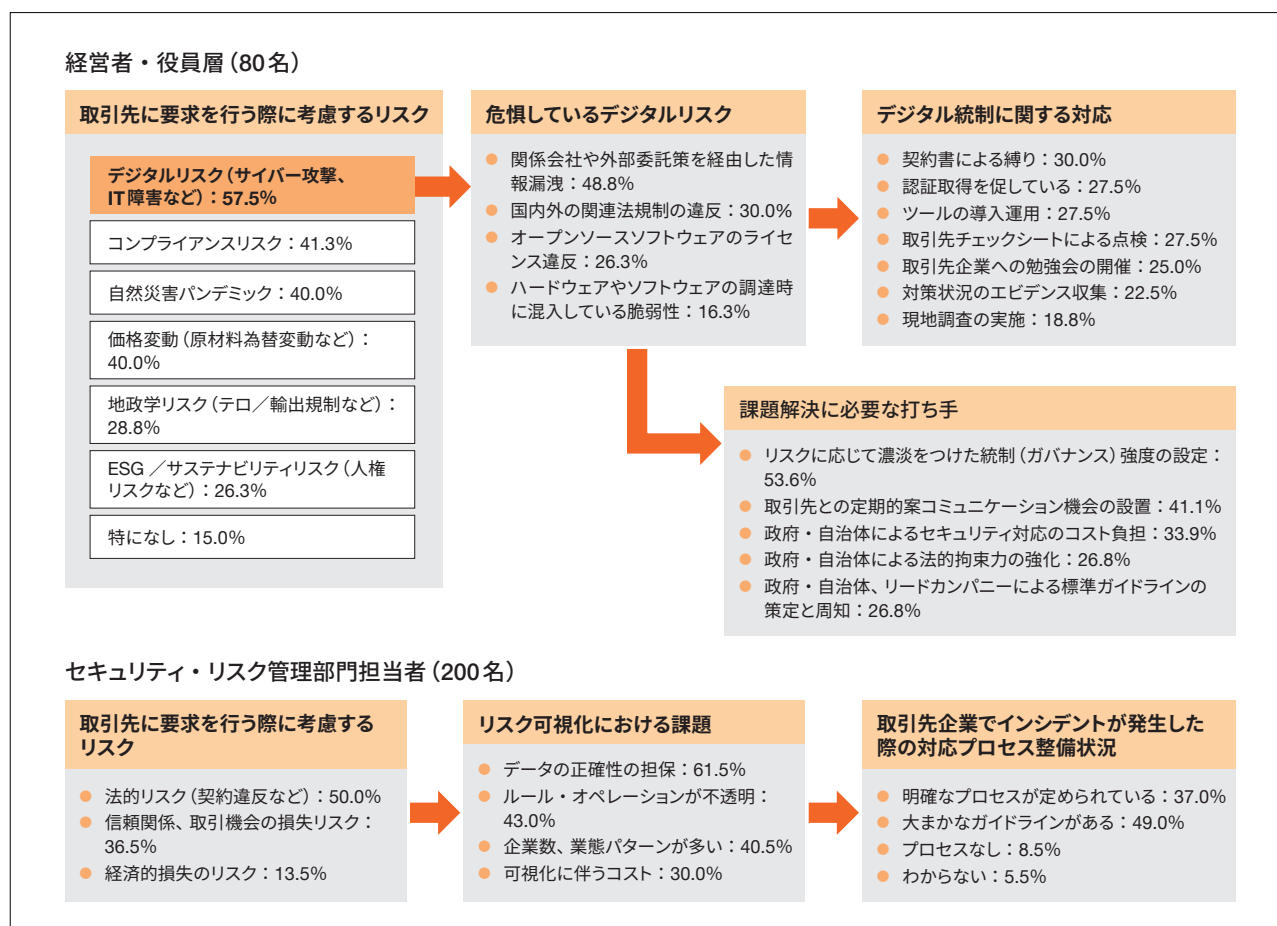 経営者・役員層（80名）
取引先に要求を行う際に考慮するリスク
デジタルリスク（サイバー攻撃、
IT障害など）：57.5%
コンプライアンスリスク：41.3%
自然災害パンデミック：40.0%
価格変動（原材料為替変動など）：
40.0%
地政学リスク（テロ／輸出規制など）：
28.8%
ESG／サステナビリティリスク（人権
リスクなど）：26.3%
特になし：15.0%
危惧しているデジタルリスク
● 関係会社や外部委託策を経由した情
報漏洩：48.8%
● 国内外の関連法規制の違反：30.0%
● オープンソースソフトウェアのライセ
ンス違反：26.3%
● ハードウェアやソフトウェアの調達時
に混入している脆弱性：16.3%
デジタル統制に関する対応
● 契約書による縛り：30.0%
● 認証取得を促している：27.5%
● ツールの導入運用：27.5%
● 取引先チェックシートによる点検：27.5%
● 取引先企業への勉強会の開催：25.0%
● 対策状況のエビデンス収集：22.5%
● 現地調査の実施：18.8%
課題解決に必要な打ち手
● リスクに応じて濃淡をつけた統制（ガバナンス）強度の設定：
53.6%
● 取引先との定期的案コミュニケーション機会の設置：41.1%
● 政府・自治体によるセキュリティ対応のコスト負担：33.9%
● 政府・自治体による法的拘束力の強化：26.8%
● 政府・自治体、リードカンパニーによる標準ガイドラインの
策定と周知：26.8%
セキュリティ・リスク管理部門担当者（200名）
取引先に要求を行う際に考慮する
リスク
● 法的リスク（契約違反など）：50.0%
● 信頼関係、取引機会の損失リスク：
36.5%
● 経済的損失のリスク：13.5%
リスク可視化における課題
● データの正確性の担保：61.5%
● ルール・オペレーションが不透明：
43.0%
● 企業数、業態パターンが多い：40.5%
● 可視化に伴うコスト：30.0%
取引先企業でインシデントが発生した
際の対応プロセス整備状況
● 明確なプロセスが定められている：37.0%
● 大まかなガイドラインがある：49.0%
● プロセスなし：8.5%
● わからない：5.5%